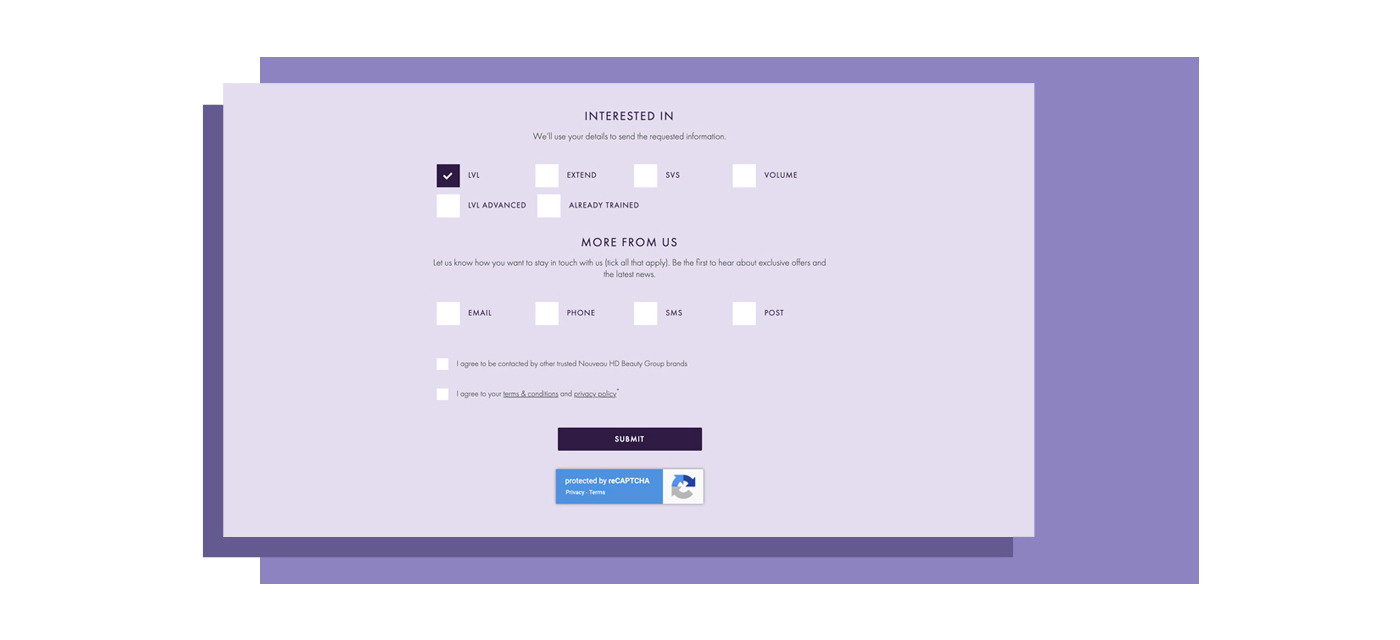 INTERESTED IN
We'll use your details to send the requested information.
LVL EXTEND SVS VOLUME
LVL ADVANCED ALREADY TRAINED
MORE FROM US
Let us know how you want to stay in touch with us (tick all that apply). Be the first to hear about exclusive offers and
the latest news.
EMAIL PHONE SMS POST
I agree to be contacted by other trusted Nouveau HD Beauty Group brands
I agree to your terms & conditions and privacy policy*
SUBMIT
protected by reCAPTCHA
Privacy - Terms